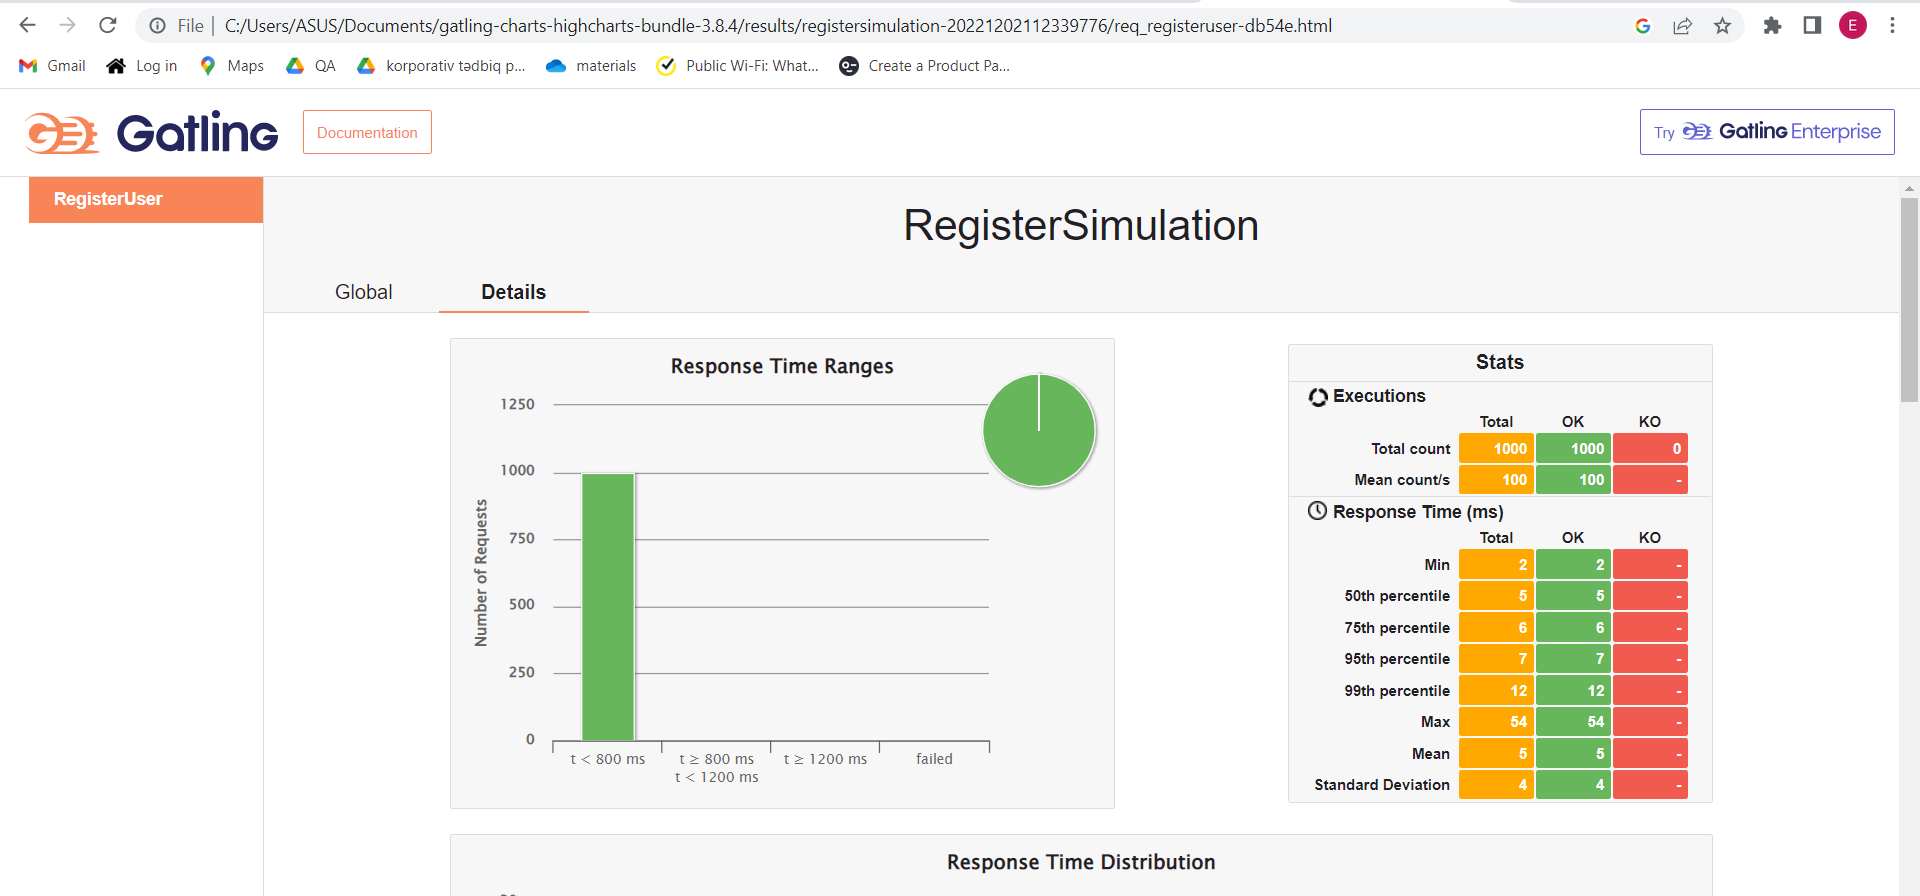 File | C:/Users/ASUS/Documents/gatling-charts-highcharts-bundle-3.8.4/results/registersimulation-20221202112339776/req_registeruser-db54e.html
E
Gmail Log in Maps QA korporativ tədbiq p... materials Public Wi-Fi: What... Create a Product Pa...
Gatling
Documentation
Try Gatling Enterprise
RegisterUser
RegisterSimulation
Global Details
Response Time Ranges
1250
1000
750
500
250
0
Number of Requests
t < 800 ms
t ≥ 800 ms
t < 1200 ms
t ≥ 1200 ms
failed
Stats
Executions
Total OK KO
Total count 1000 1000 0
Mean count/s 100 100 -
Response Time (ms)
Total OK KO
Min 2 2 -
50th percentile 5 5 -
75th percentile 6 6 -
95th percentile 7 7 -
99th percentile 12 12 -
Max 54 54 -
Mean 5 5 -
Standard Deviation 4 4 -
Response Time Distribution